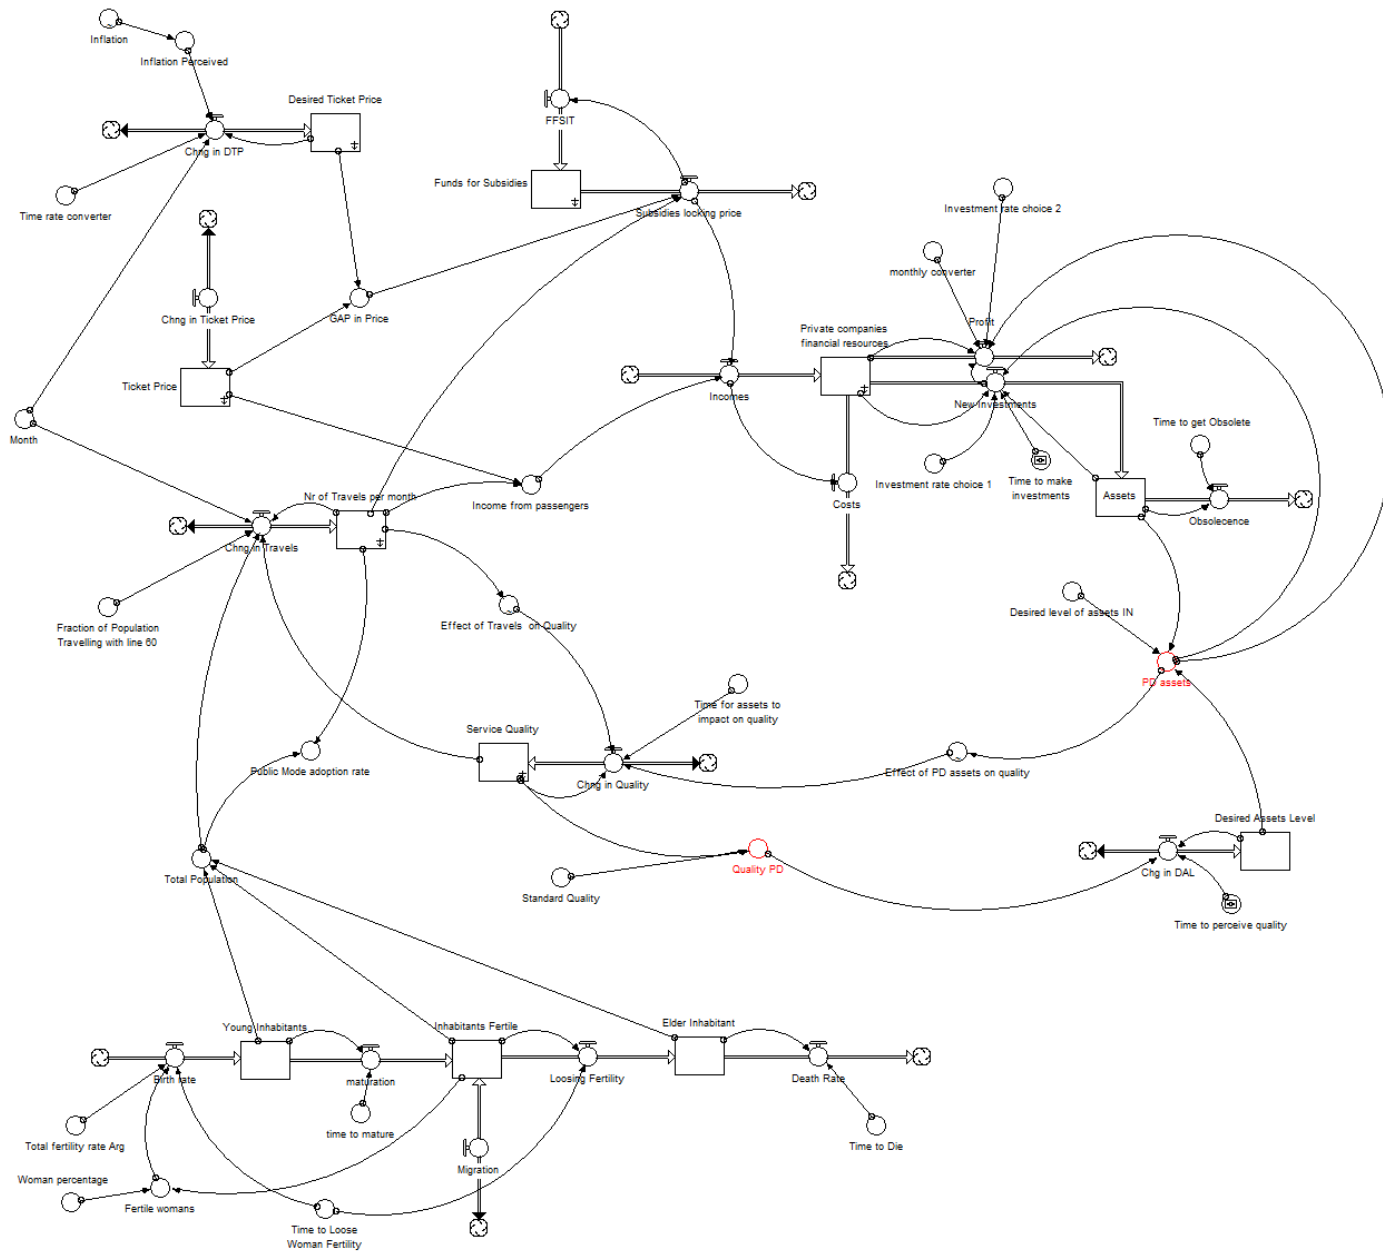 Inflation
Inflation Perceived
Desired Ticket Price
Chng in DTP
Time rate converter
FFSIT
Funds for Subsidies
Subsidies locking price
Investment rate choice 2
monthly converter
Chng in Ticket Price
GAP in Price
Ticket Price
Private companies
financial resources
Profit
Incomes
New Investments
Month
Time to get Obsolete
Investment rate choice 1
Time to make
investments
Assets
Obsolecence
Nr of Travels per month
Income from passengers
Costs
Chng in Travels
Fraction of Population
Travelling with line 60
Effect of Travels on Quality
Desired level of assets IN
PD assets
Time for assets to
impact on quality
Service Quality
Public Mode adoption rate
Chng in Quality
Effect of PD assets on quality
Desired Assets Level
Total Population
Quality PD
Chg in DAL
Standard Quality
Time to perceive quality
Young Inhabitants
Inhabitants Fertile
Elder Inhabitant
Birth rate
maturation
Loosing Fertility
Death Rate
Total fertility rate Arg
time to mature
Time to Die
Woman percentage
Migration
Fertile womans
Time to Loose
Woman Fertility